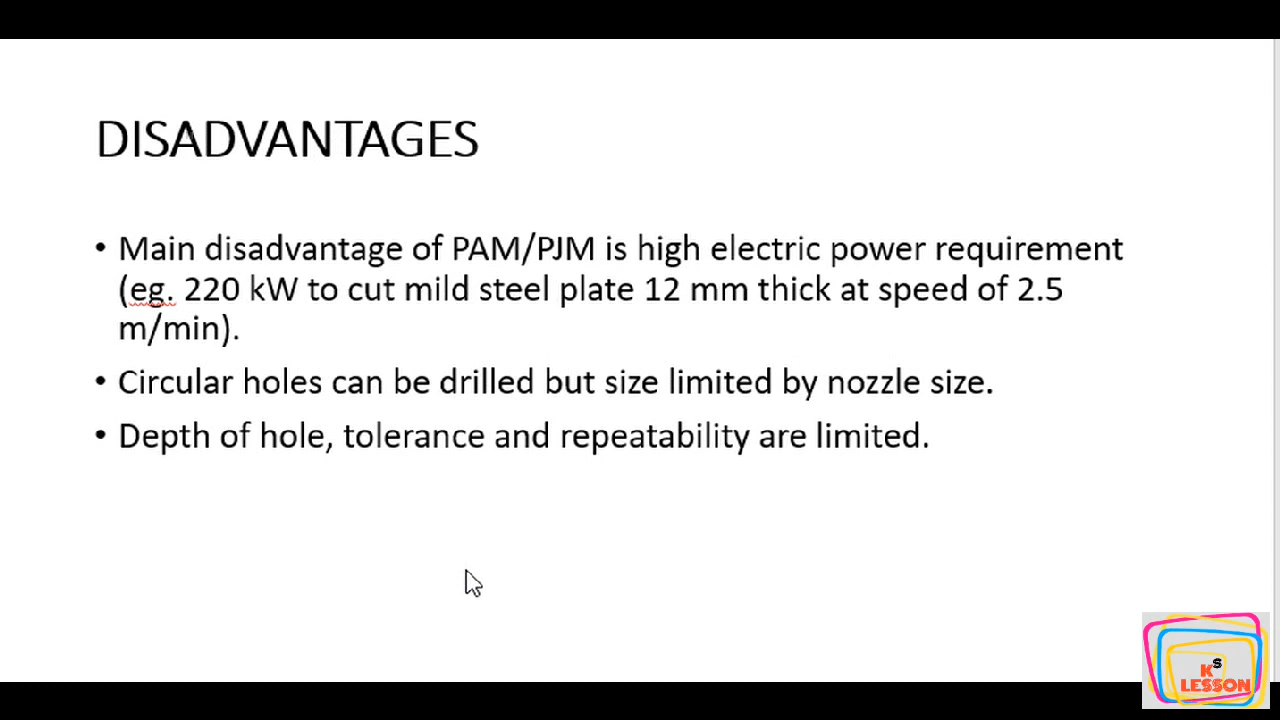 DISADVANTAGES
• Main disadvantage of PAM/PJM is high electric power requirement
(eg. 220 kW to cut mild steel plate 12 mm thick at speed of 2.5
m/min).
• Circular holes can be drilled but size limited by nozzle size.
• Depth of hole, tolerance and repeatability are limited.
KS
LESSON